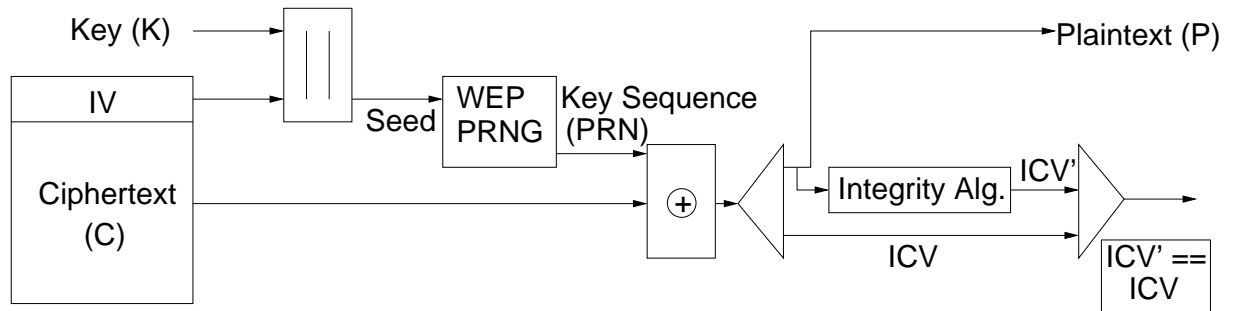 Key (K)
Plaintext (P)
IV
||
Seed
WEP
PRNG
Key Sequence
(PRN)
Ciphertext
(C)
+
Integrity Alg.
ICV'
ICV
ICV' ==
ICV